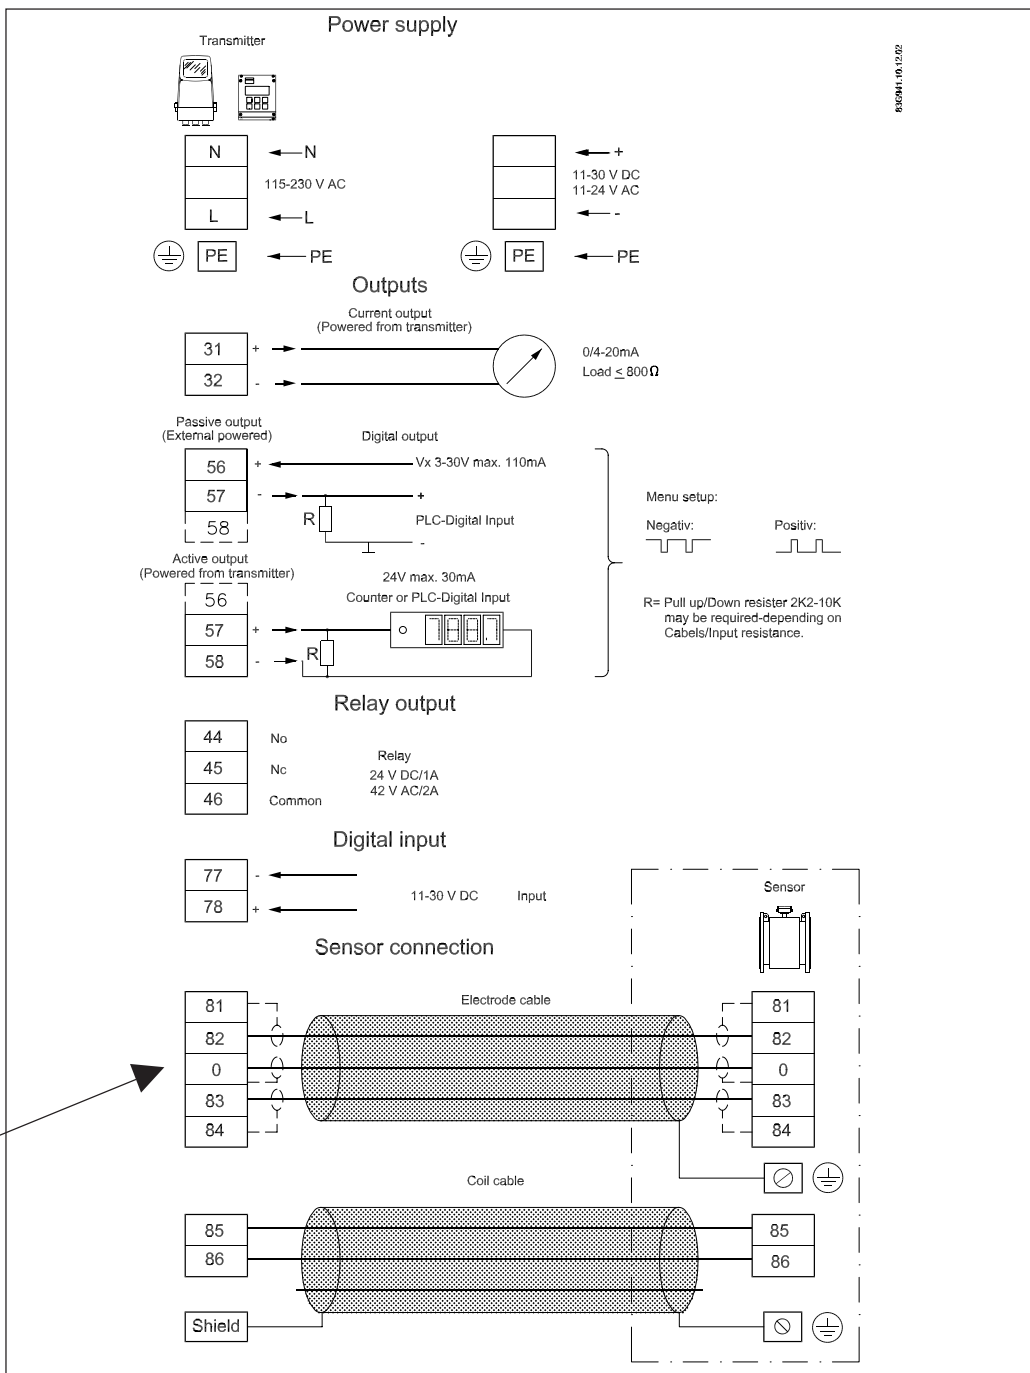 Power supply
Transmitter
83G941.10.12.02
N
N
115-230 V AC
L
L
PE
PE
+
11-30 V DC
11-24 V AC
-
PE
PE
Outputs
Current output
(Powered from transmitter)
31 +
32 -
0/4-20mA
Load ≤ 800Ω
Passive output
(External powered)
Digital output
56 + Vx 3-30V max. 110mA
57 - +
58
R
PLC-Digital Input
-
Menu setup:
Negativ:
Positiv:
Active output
(Powered from transmitter)
24V max. 30mA
Counter or PLC-Digital Input
56
57 +
58 -
R
R= Pull up/Down resister 2K2-10K
may be required-depending on
Cabels/Input resistance.
Relay output
44 No
45 Nc
46 Common
Relay
24 V DC/1A
42 V AC/2A
Digital input
77 -
78 +
11-30 V DC Input
Sensor
Sensor connection
Electrode cable
81 81
82 82
0 0
83 83
84 84
Coil cable
85 85
86 86
Shield